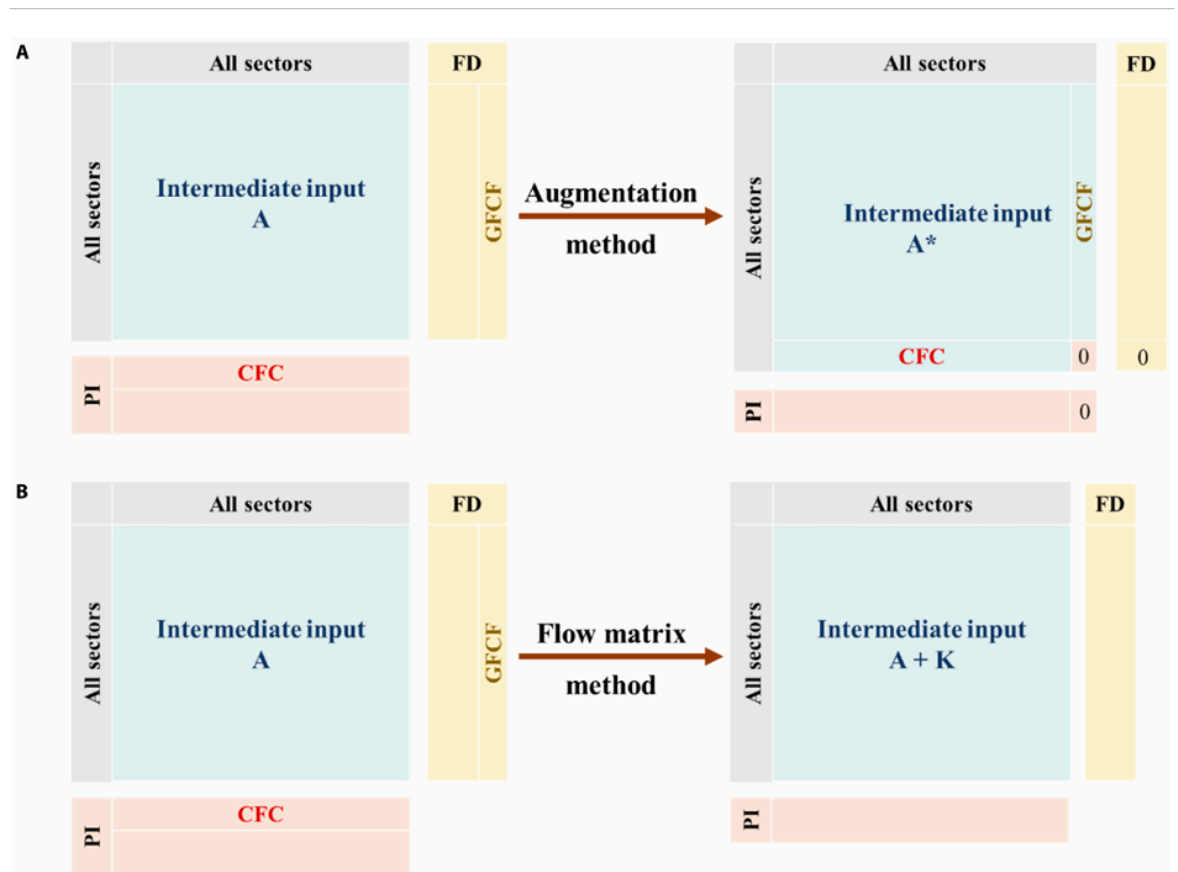 A
All sectors
FD
All sectors
FD
All sectors
Intermediate input
A
GFCF
Augmentation
method
All sectors
Intermediate input
A*
GFCF
CFC
0
0
PI
CFC
PI
0
B
All sectors
FD
All sectors
FD
All sectors
Intermediate input
A
GFCF
Flow matrix
method
All sectors
Intermediate input
A + K
PI
CFC
PI